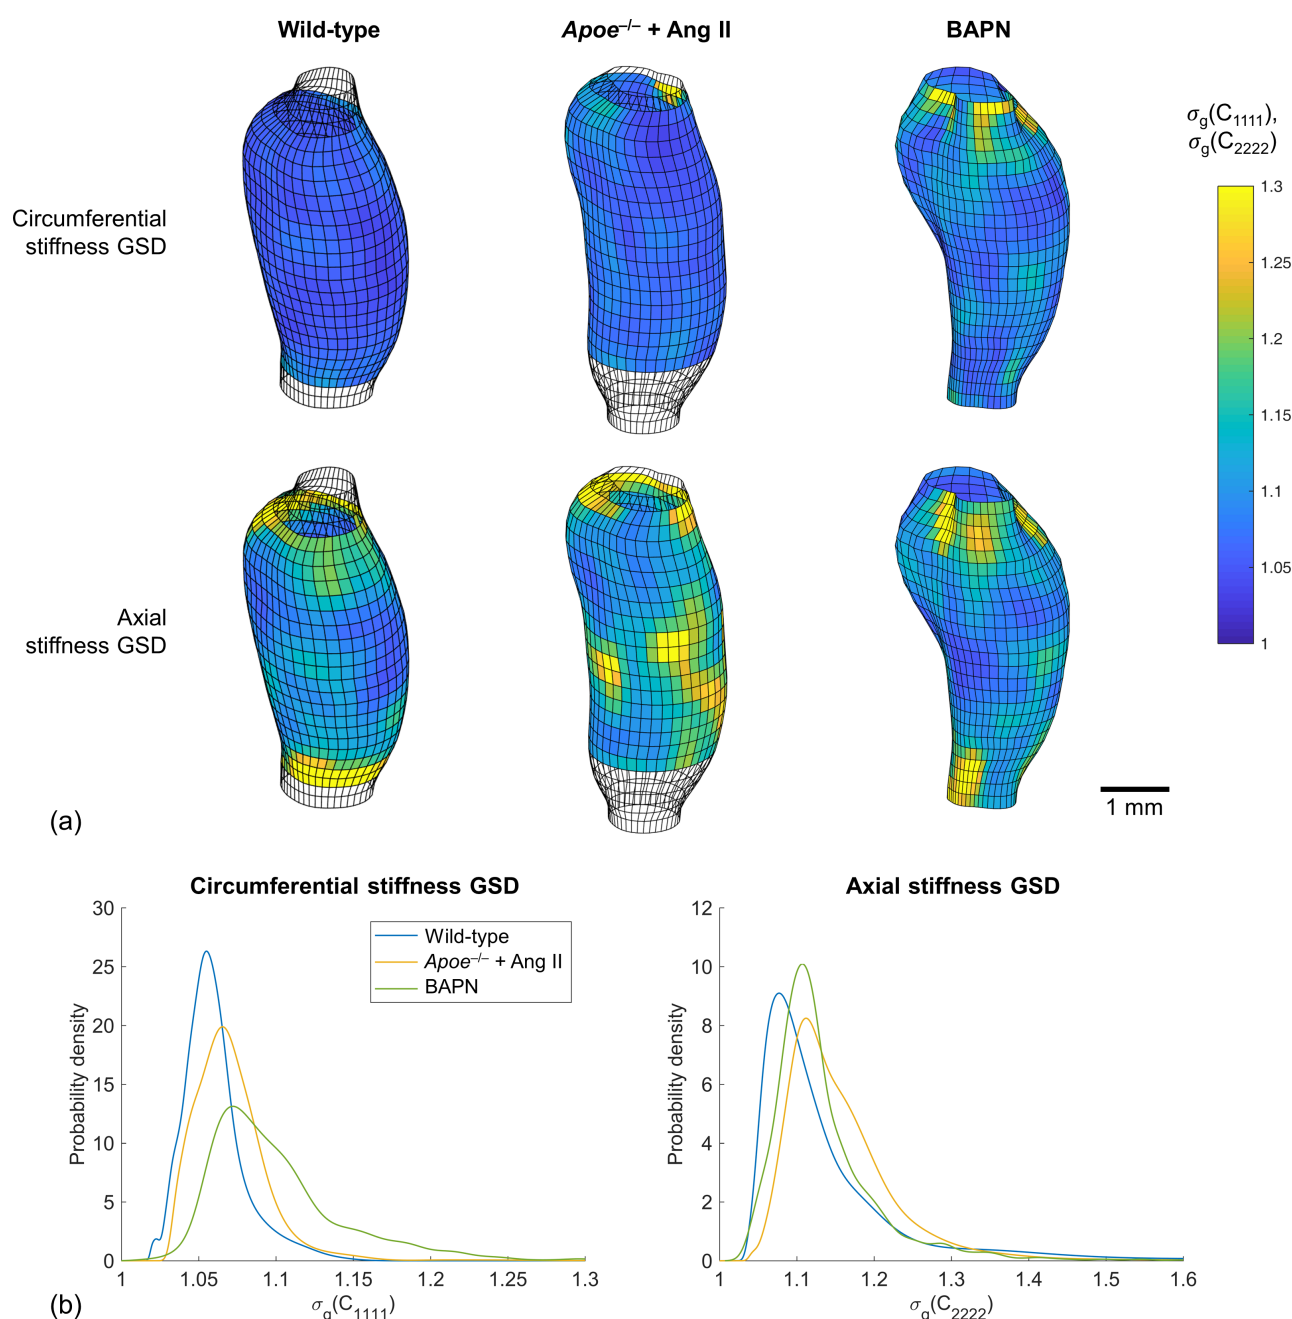 Wild-type
Apoe–/– + Ang II
BAPN
Circumferential
stiffness GSD
σg(C1111),
σg(C2222)
1.3
1.25
1.2
1.15
1.1
1.05
1
Axial
stiffness GSD
1 mm
(a)
Circumferential stiffness GSD
Probability density
30
25
20
15
10
5
0
1
1.05
1.1
1.15
1.2
1.25
1.3
σg(C1111)
Wild-type
Apoe–/– + Ang II
BAPN
Axial stiffness GSD
Probability density
12
10
8
6
4
2
0
1
1.1
1.2
1.3
1.4
1.5
1.6
σg(C2222)
(b)